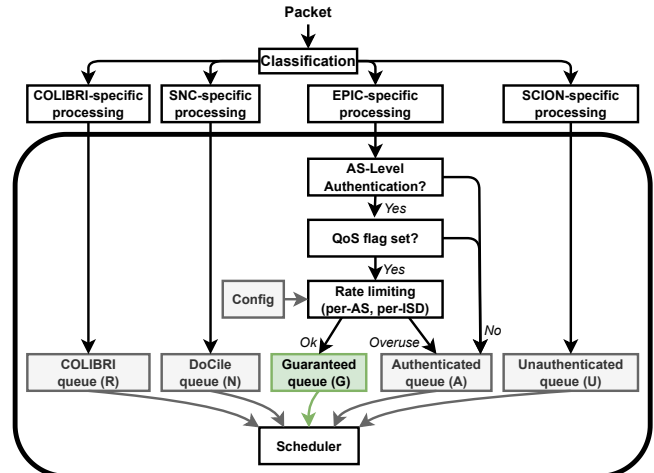 Packet
Classification
COLIBRI-specific
processing
SNC-specific
processing
EPIC-specific
processing
SCION-specific
processing
AS-Level
Authentication?
Yes
QoS flag set?
Yes
Config
Rate limiting
(per-AS, per-ISD)
Ok
Overuse
No
COLIBRI
queue (R)
DoCile
queue (N)
Guaranteed
queue (G)
Authenticated
queue (A)
Unauthenticated
queue (U)
Scheduler